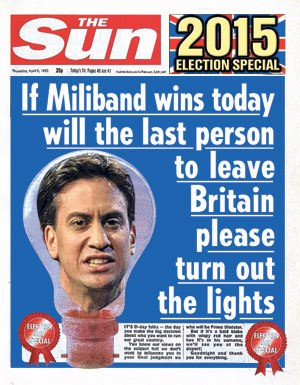 THE
Sun
2015
ELECTION SPECIAL
Thursday, April 9, 1992 25p Today's TV: Pages 40 and 41
If Miliband wins today
will the last person
to leave
Britain
please
turn out
the lights
IT'S D-day folks — the day
you make the big decision
about who you want to run
our great country.
You know our views on
the subject but we don't
want to influence you in
your final judgment on
who will be Prime Minister.
But if it's a bald bloke
with wispy red hair and
two K's in his surname,
we'll see you at the
airport.
Goodnight and thank
you for everything.
ELECTION
SPECIAL